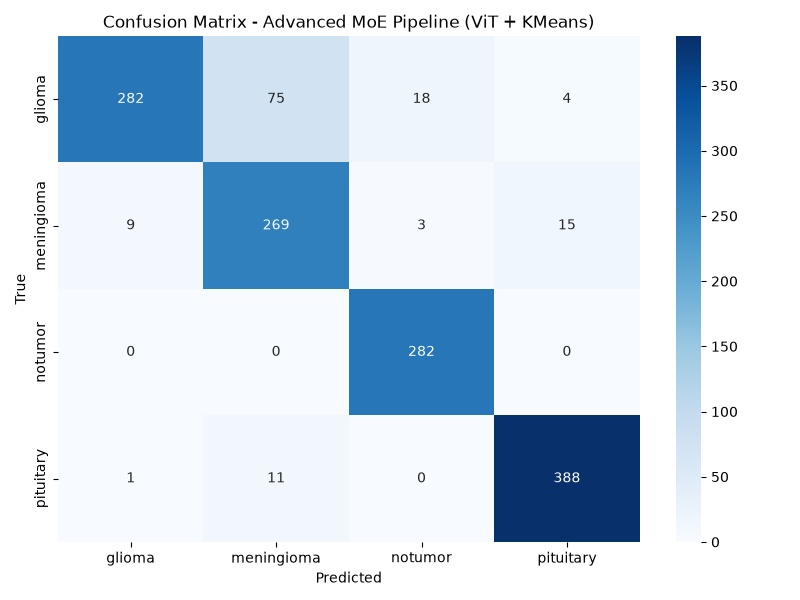 Confusion Matrix - Advanced MoE Pipeline (ViT + KMeans)
True
glioma 282 75 18 4
meningioma 9 269 3 15
notumor 0 0 282 0
pituitary 1 11 0 388
glioma meningioma notumor pituitary
Predicted
350
300
250
200
150
100
50
0